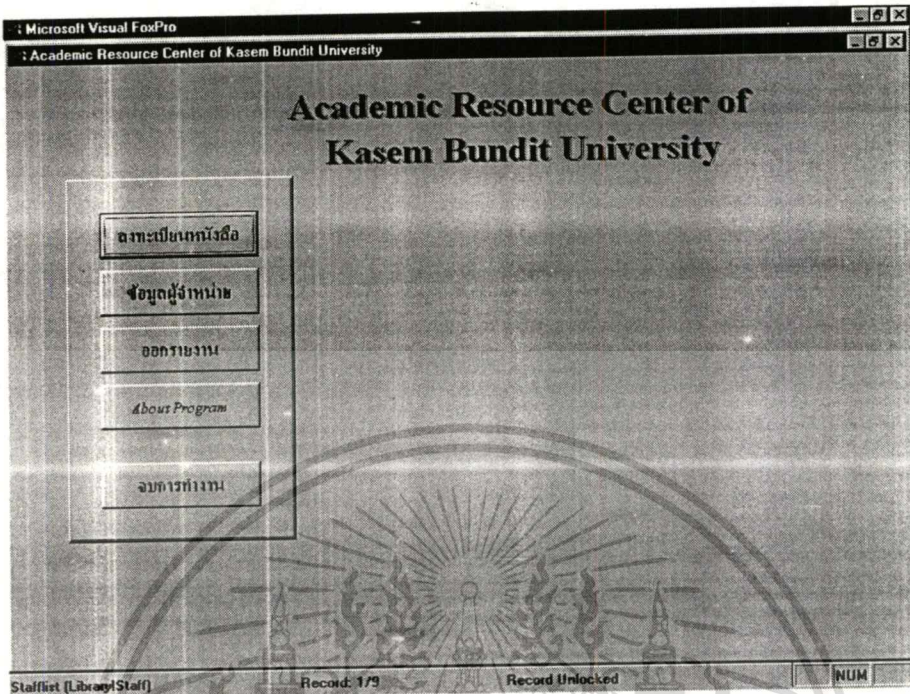 Microsoft Visual FoxPro
Academic Resource Center of Kasem Bundit University
Academic Resource Center of
Kasem Bundit University
ลงทะเบียนหนังสือ
ข้อมูลผู้จำหน่าย
ออกรายงาน
About Program
จบการทำงาน
Stafflist (Library!Staff)
Record: 1/9
Record Unlocked
NUM